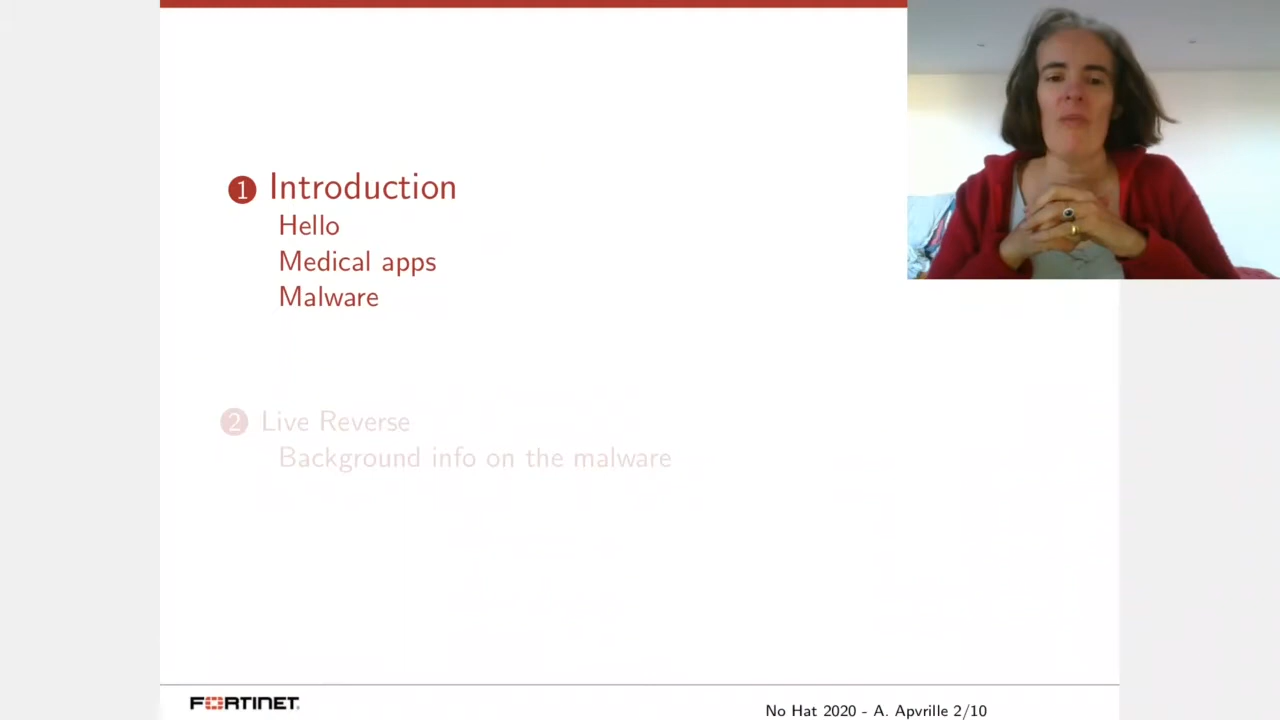 1 Introduction
Hello
Medical apps
Malware
2 Live Reverse
Background info on the malware
FORTINET
No Hat 2020 - A. Apvrille 2/10